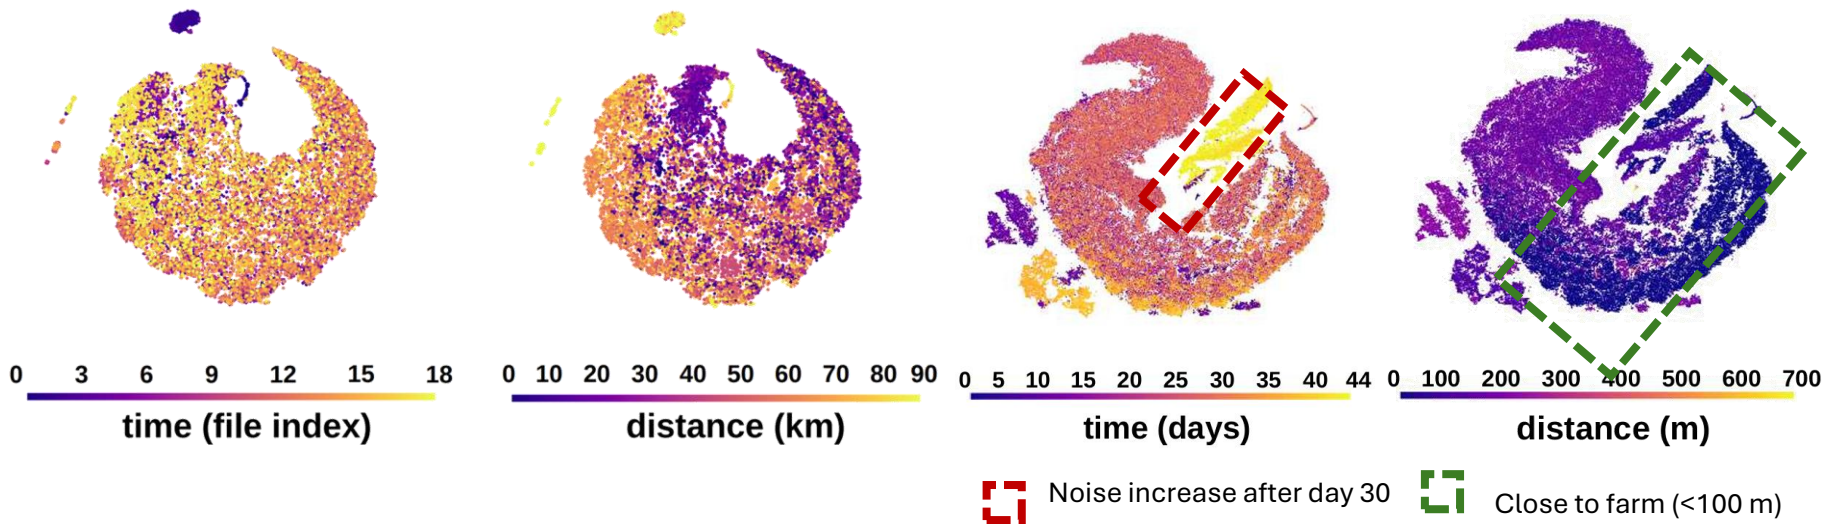 0 3 6 9 12 15 18
time (file index)
0 10 20 30 40 50 60 70 80 90
distance (km)
0 5 10 15 20 25 30 35 40 44
time (days)
0 100 200 300 400 500 600 700
distance (m)
Noise increase after day 30
Close to farm (<100 m)